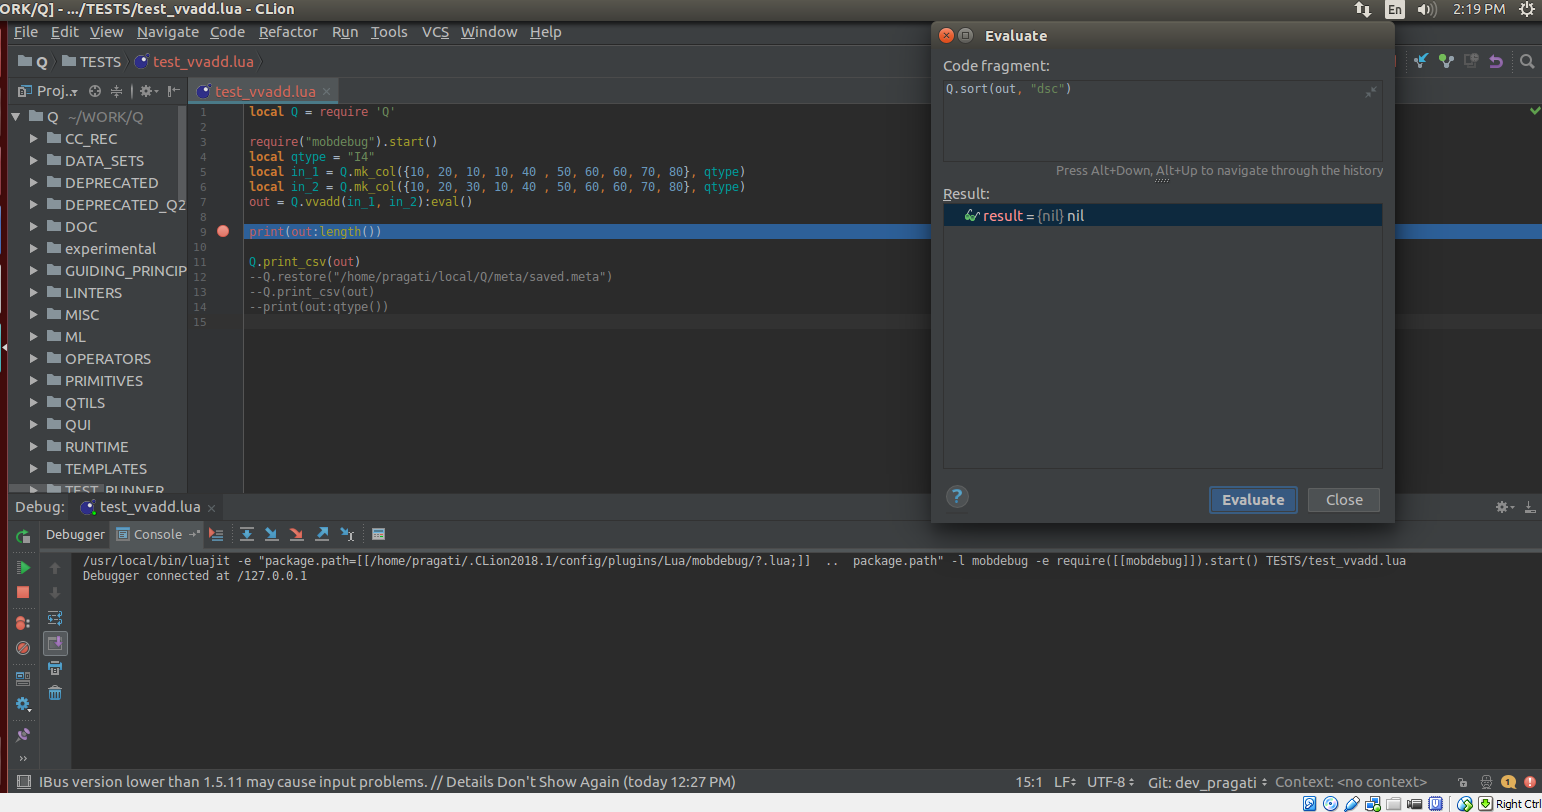 ORK/Q] - .../TESTS/test_vvadd.lua - CLion
En 2:19 PM
File Edit View Navigate Code Refactor Run Tools VCS Window Help
Q TESTS test_vvadd.lua
Proj... test_vvadd.lua
Q ~/WORK/Q
CC_REC
DATA_SETS
DEPRECATED
DEPRECATED_Q2
DOC
experimental
GUIDING_PRINCIP
LINTERS
MISC
ML
OPERATORS
PRIMITIVES
QTILS
QUI
RUNTIME
TEMPLATES
TEST_RUNNER
1 local Q = require 'Q'
2
3 require("mobdebug").start()
4 local qtype = "I4"
5 local in_1 = Q.mk_col({10, 20, 10, 10, 40 , 50, 60, 60, 70, 80}, qtype)
6 local in_2 = Q.mk_col({10, 20, 30, 10, 40 , 50, 60, 60, 70, 80}, qtype)
7 out = Q.vvadd(in_1, in_2):eval()
8
9 print(out:length())
10
11 Q.print_csv(out)
12 --Q.restore("/home/pragati/local/Q/meta/saved.meta")
13 --Q.print_csv(out)
14 --print(out:qtype())
15
Evaluate
Code fragment:
Q.sort(out, "dsc")
Press Alt+Down, Alt+Up to navigate through the history
Result:
result = {nil} nil
? Evaluate Close
Debug: test_vvadd.lua
Debugger Console
/usr/local/bin/luajit -e "package.path=[[/home/pragati/.CLion2018.1/config/plugins/Lua/mobdebug/?.lua;]] .. package.path" -l mobdebug -e require([[mobdebug]]).start() TESTS/test_vvadd.lua
Debugger connected at /127.0.0.1
IBus version lower than 1.5.11 may cause input problems. // Details Don't Show Again (today 12:27 PM) 15:1 LF UTF-8 Git: dev_pragati Context: <no context> 1
Right Ctrl